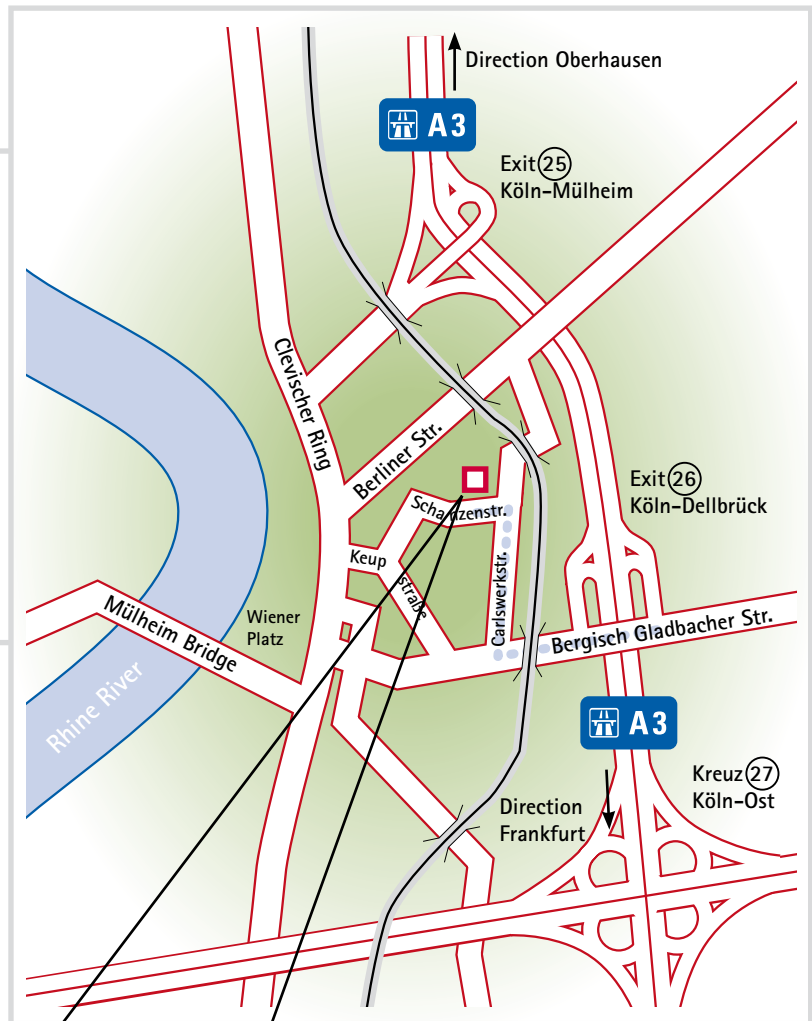 Direction Oberhausen
A3
Exit 25
Köln-Mülheim
Clevischer Ring
Berliner Str.
Exit 26
Köln-Dellbrück
Schanzenstr.
Keup
straße
Carlswerkstr.
Wiener
Platz
Mülheim Bridge
Bergisch Gladbacher Str.
Rhine River
A3
Kreuz 27
Köln-Ost
Direction
Frankfurt